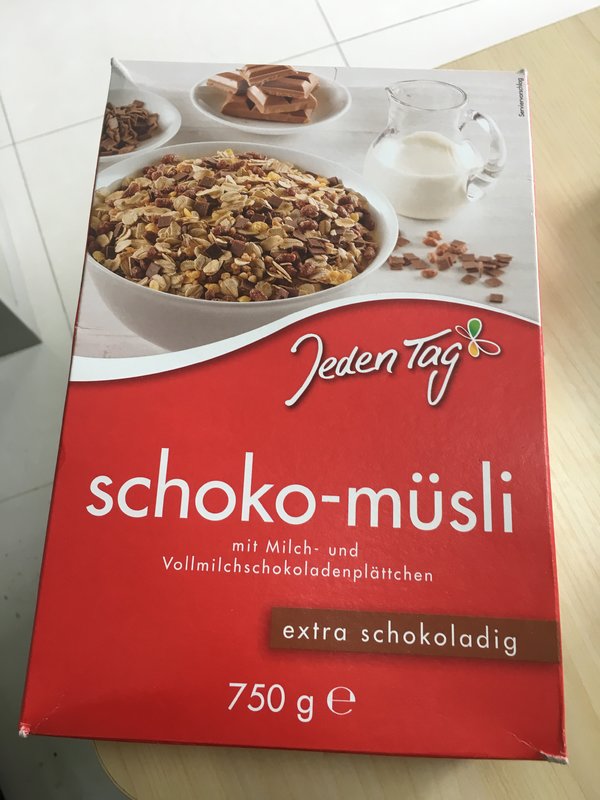 Serviervorschlag
Jeden Tag
schoko-müsli
mit Milch- und
Vollmilchschokoladenplättchen
extra schokoladig
750 g ℮